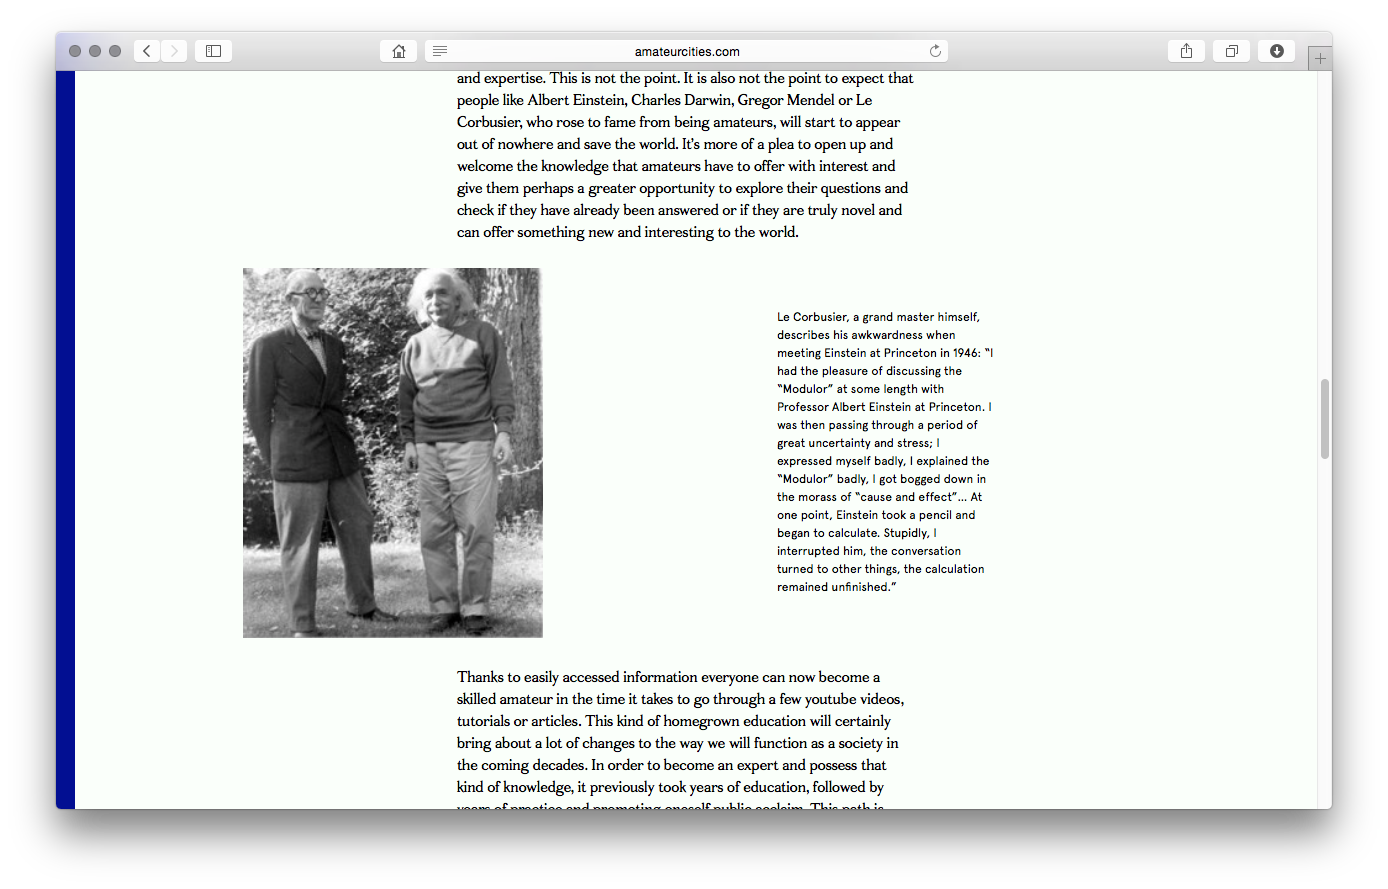 amateurcities.com
and expertise. This is not the point. It is also not the point to expect that
people like Albert Einstein, Charles Darwin, Gregor Mendel or Le
Corbusier, who rose to fame from being amateurs, will start to appear
out of nowhere and save the world. It’s more of a plea to open up and
welcome the knowledge that amateurs have to offer with interest and
give them perhaps a greater opportunity to explore their questions and
check if they have already been answered or if they are truly novel and
can offer something new and interesting to the world.
Le Corbusier, a grand master himself,
describes his awkwardness when
meeting Einstein at Princeton in 1946: “I
had the pleasure of discussing the
“Modulor” at some length with
Professor Albert Einstein at Princeton. I
was then passing through a period of
great uncertainty and stress; I
expressed myself badly, I explained the
“Modulor” badly, I got bogged down in
the morass of “cause and effect”... At
one point, Einstein took a pencil and
began to calculate. Stupidly, I
interrupted him, the conversation
turned to other things, the calculation
remained unfinished.”
Thanks to easily accessed information everyone can now become a
skilled amateur in the time it takes to go through a few youtube videos,
tutorials or articles. This kind of homegrown education will certainly
bring about a lot of changes to the way we will function as a society in
the coming decades. In order to become an expert and possess that
kind of knowledge, it previously took years of education, followed by
years of practice and promoting oneself public acclaim. This path is